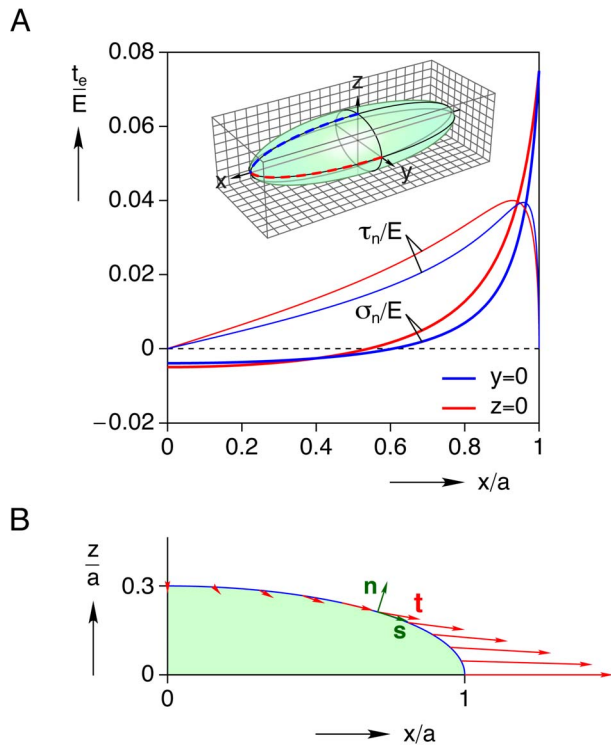 A
t_e/E
0.08
0.06
0.04
0.02
0
−0.02
z
x
y
τ_n/E
σ_n/E
y=0
z=0
0 0.2 0.4 0.6 0.8 1
x/a
B
z/a
0.3
0
n
t
s
0 1
x/a